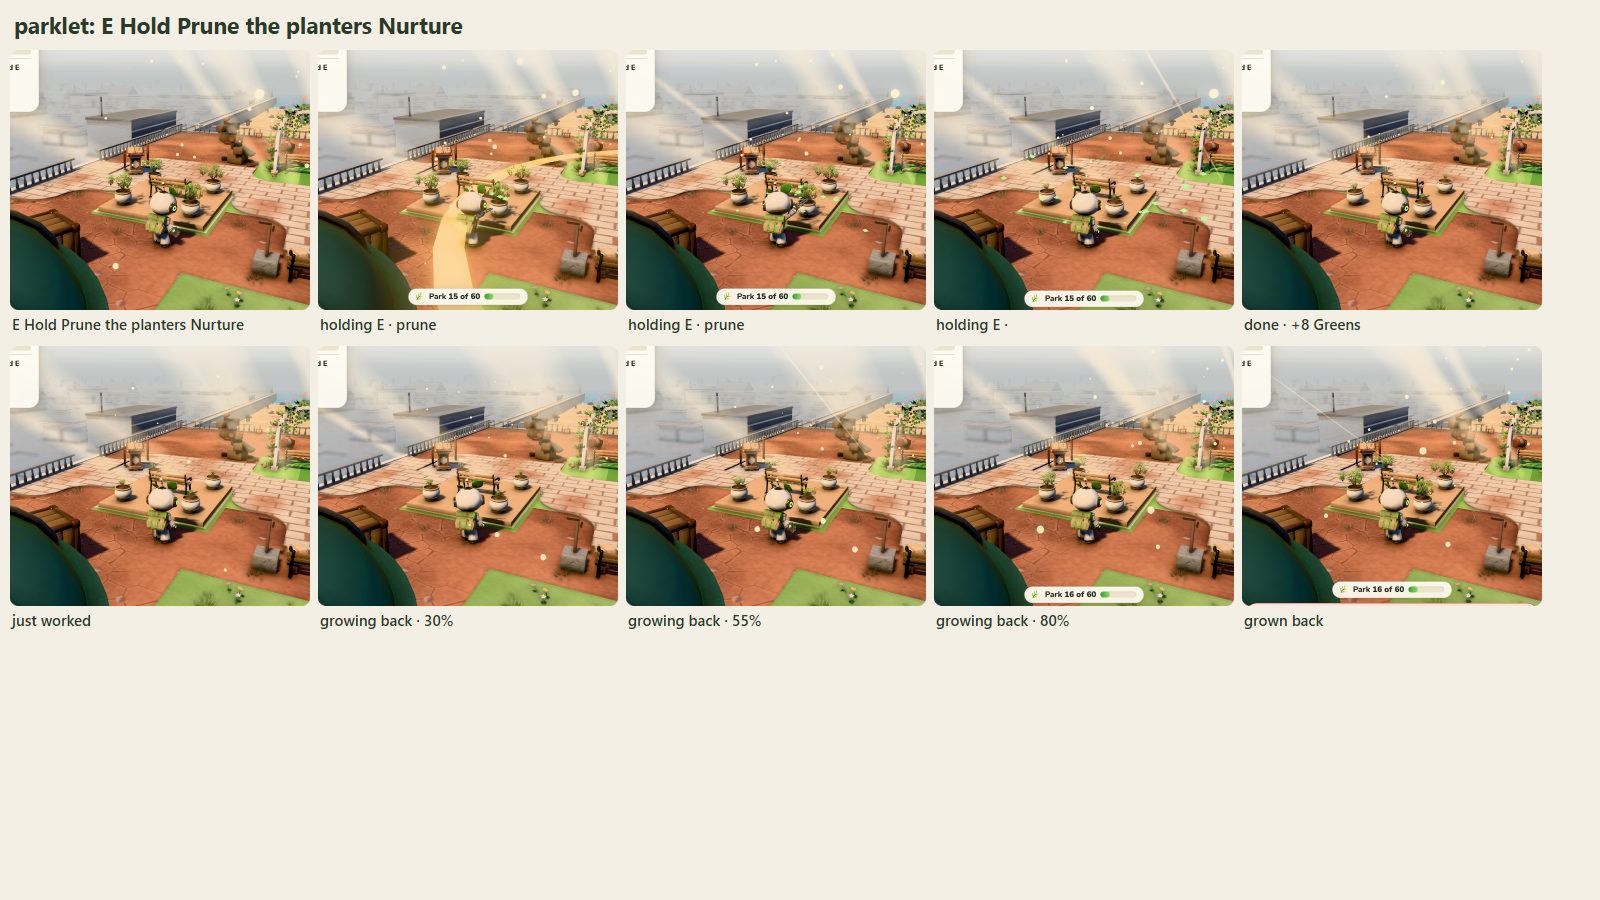 parklet: E Hold Prune the planters Nurture
d E
d E
d E
d E
d E
Park 15 of 60
Park 15 of 60
Park 15 of 60
E Hold Prune the planters Nurture
holding E · prune
holding E · prune
holding E ·
done · +8 Greens
d E
d E
d E
d E
d E
Park 16 of 60
Park 16 of 60
just worked
growing back · 30%
growing back · 55%
growing back · 80%
grown back